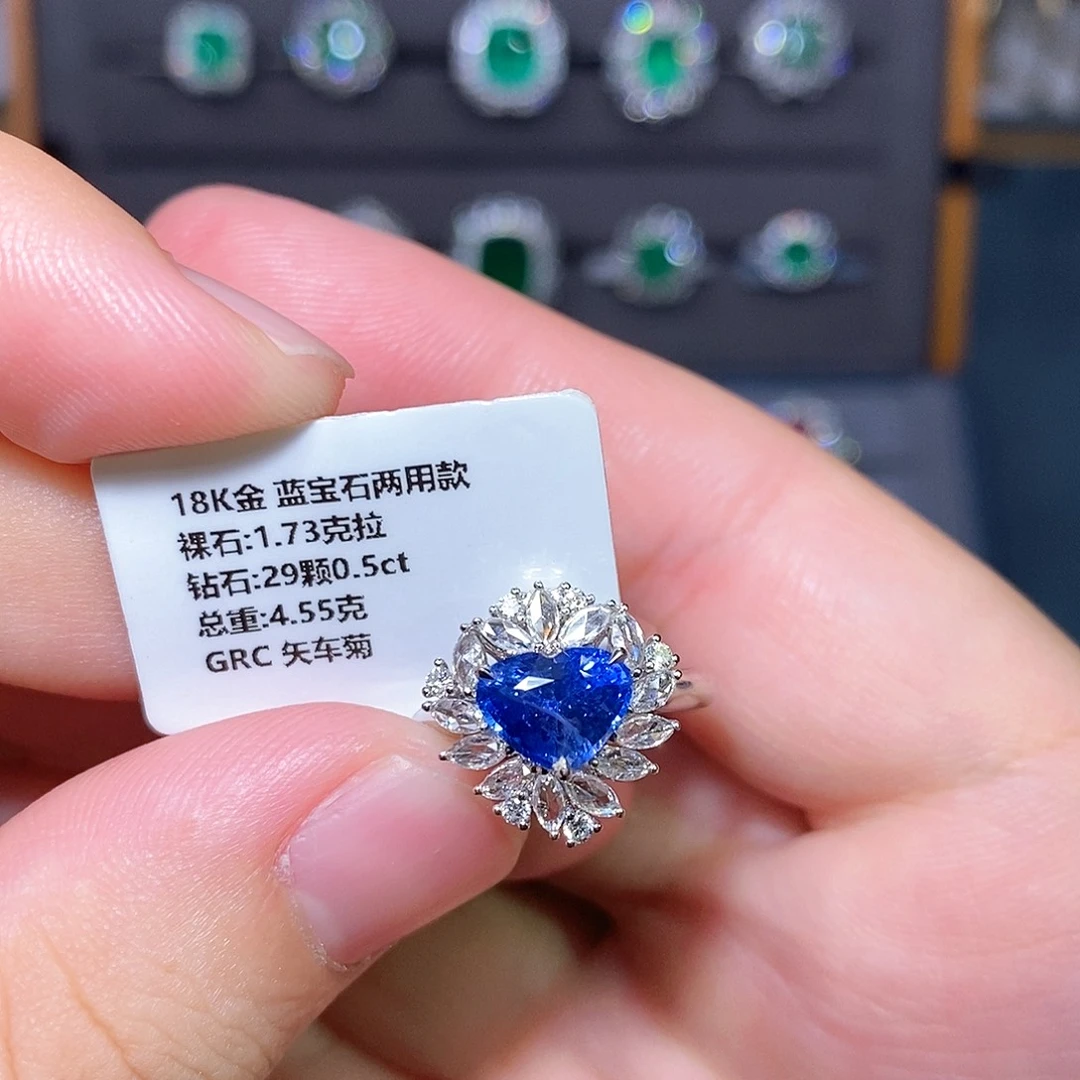 18K金 蓝宝石两用款
裸石:1.73克拉
钻石:29颗0.5ct
总重:4.55克
GRC 矢车菊